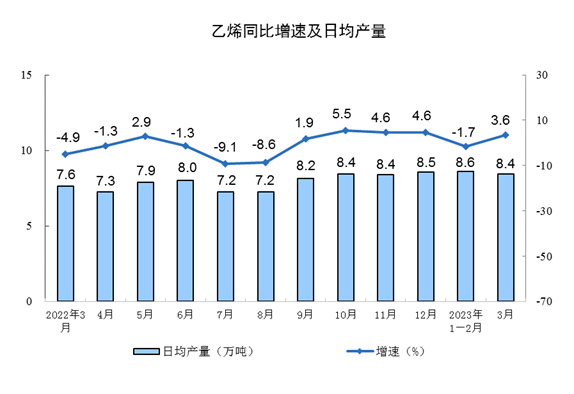 乙烯同比增速及日均产量
15
10
5
0
30
10
-10
-30
-50
-70
-4.9
-1.3
2.9
-1.3
-9.1
-8.6
1.9
5.5
4.6
4.6
-1.7
3.6
7.6
7.3
7.9
8.0
7.2
7.2
8.2
8.4
8.4
8.5
8.6
8.4
2022年3
月
4月
5月
6月
7月
8月
9月
10月
11月
12月
2023年
1—2月
3月
日均产量（万吨）
增速（%）